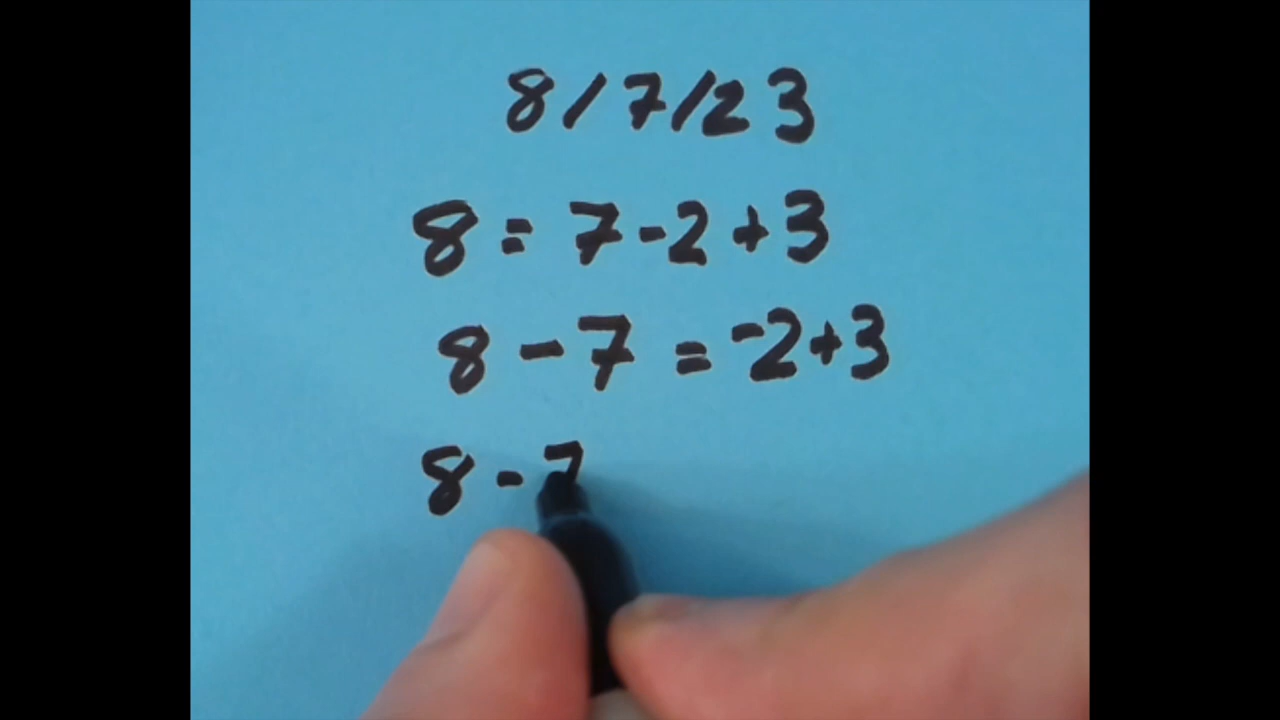 8/7/23
8 = 7-2+3
8 - 7 = -2+3
8 - 7